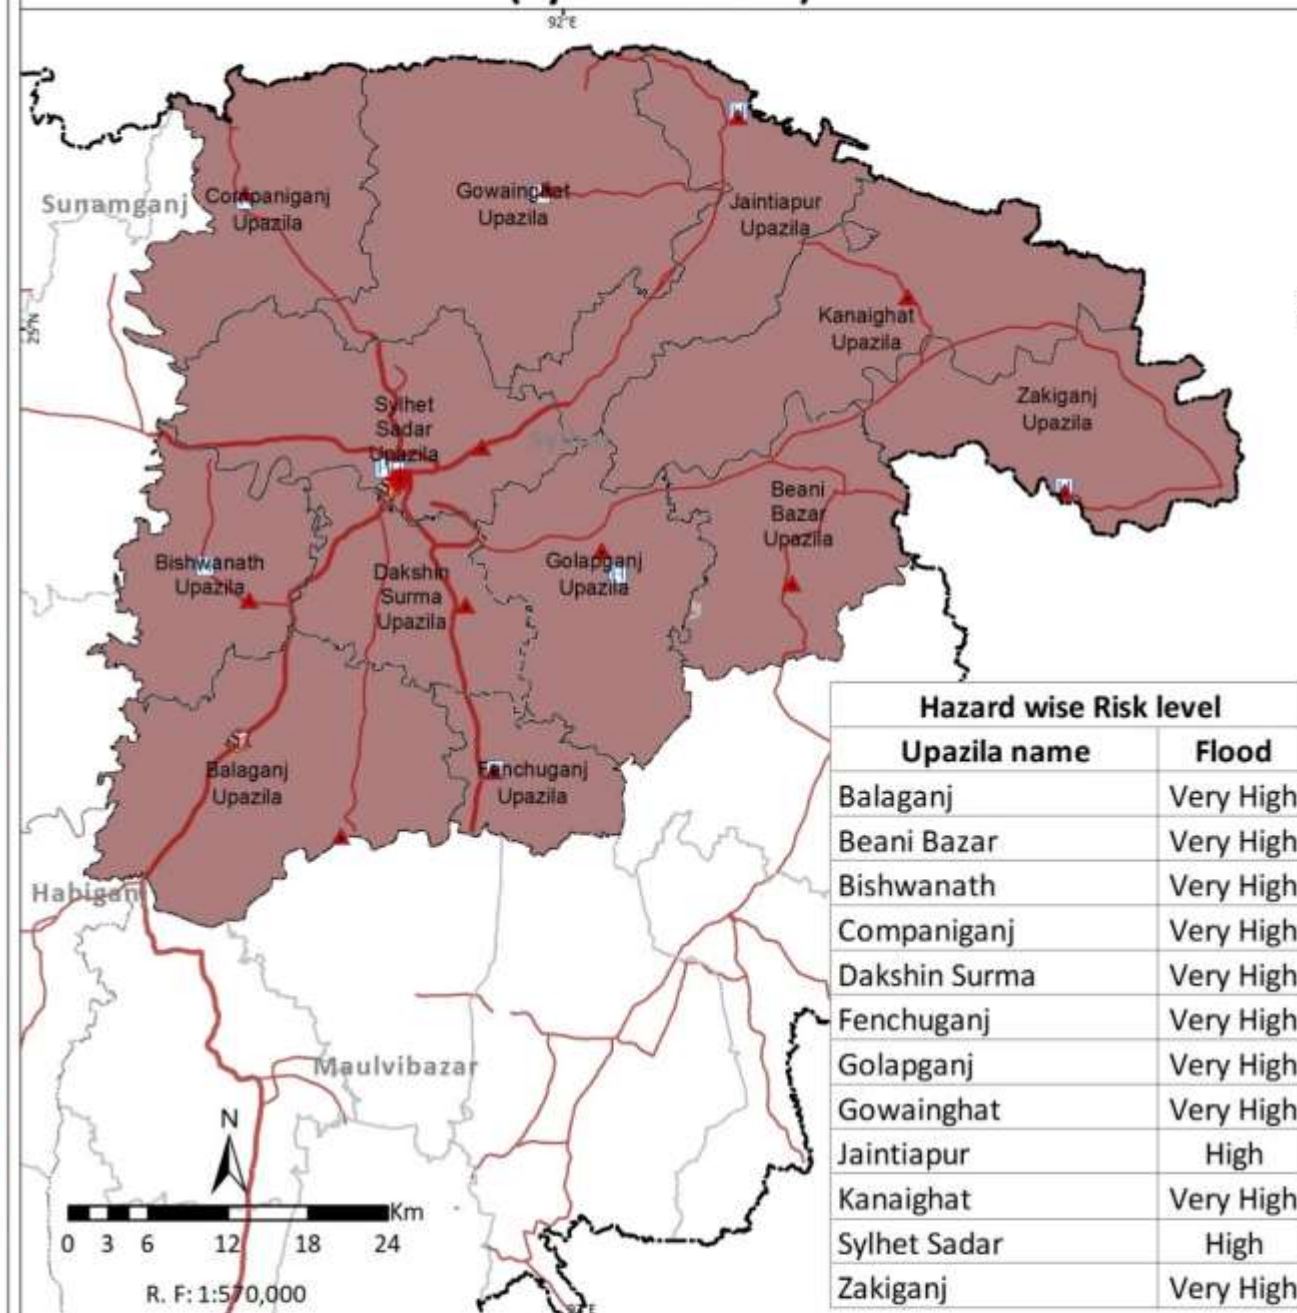 92°E
Sunamganj
Companiganj
Upazila
Gowainghat
Upazila
Jaintiapur
Upazila
25°N
Kanaighat
Upazila
Zakiganj
Upazila
Sylhet
Sadar
Upazila
Beani
Bazar
Upazila
Bishwanath
Upazila
Dakshin
Surma
Upazila
Golapganj
Upazila
Balaganj
Upazila
Fenchuganj
Upazila
Habiganj
Maulvibazar
Hazard wise Risk level
Upazila name Flood
Balaganj Very High
Beani Bazar Very High
Bishwanath Very High
Companiganj Very High
Dakshin Surma Very High
Fenchuganj Very High
Golapganj Very High
Gowainghat Very High
Jaintiapur High
Kanaighat Very High
Sylhet Sadar High
Zakiganj Very High
N
Km
0 3 6 12 18 24
R. F: 1:570,000
92°E